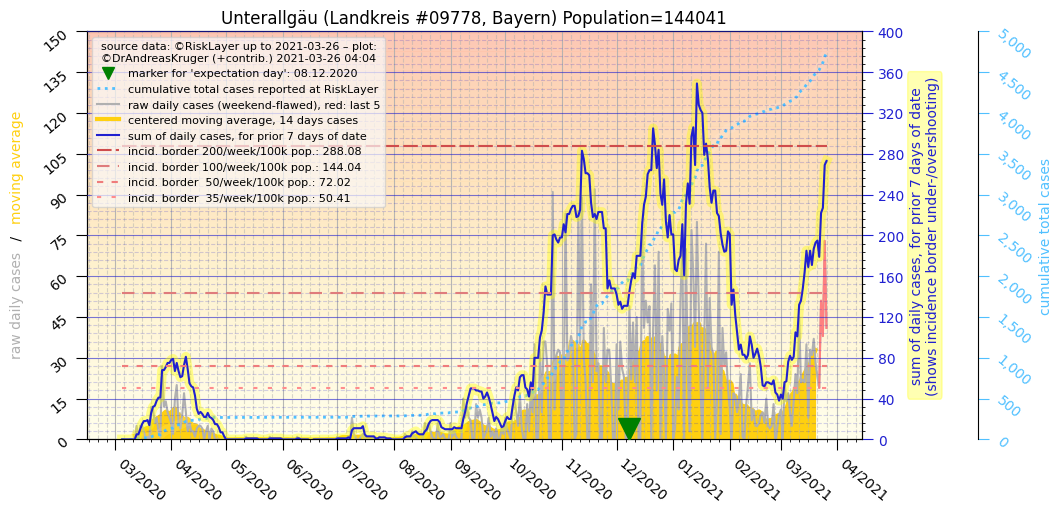 Unterallgäu (Landkreis #09778, Bayern) Population=144041
source data: ©RiskLayer up to 2021-03-26 – plot:
©DrAndreasKruger (+contrib.) 2021-03-26 04:04
marker for 'expectation day': 08.12.2020
cumulative total cases reported at RiskLayer
raw daily cases (weekend-flawed), red: last 5
centered moving average, 14 days cases
sum of daily cases, for prior 7 days of date
incid. border 200/week/100k pop.: 288.08
incid. border 100/week/100k pop.: 144.04
incid. border  50/week/100k pop.: 72.02
incid. border  35/week/100k pop.: 50.41
raw daily cases / moving average
150
135
120
105
90
75
60
45
30
15
0
03/2020
04/2020
05/2020
06/2020
07/2020
08/2020
09/2020
10/2020
11/2020
12/2020
01/2021
02/2021
03/2021
04/2021
400
360
320
280
240
200
160
120
80
40
0
sum of daily cases, for prior 7 days of date
(shows incidence border under-/overshooting)
5,000
4,500
4,000
3,500
3,000
2,500
2,000
1,500
1,000
500
0
cumulative total cases